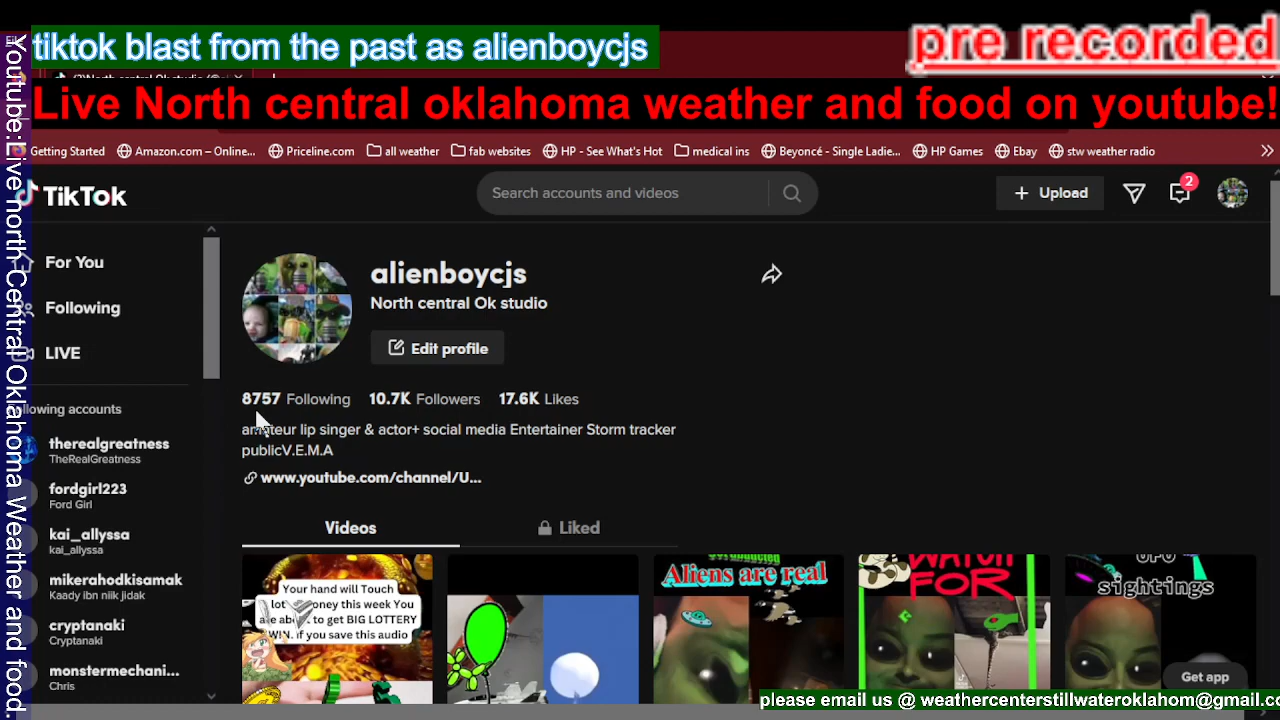 tiktok blast from the past as alienboycjs
pre recorded
Live North central oklahoma weather and food on youtube!
Youtube:Live north Central Oklahoma Weather and food.
Getting Started
Amazon.com – Online...
Priceline.com
all weather
fab websites
HP - See What's Hot
medical ins
Beyoncé - Single Ladie...
HP Games
Ebay
stw weather radio
TikTok
Search accounts and videos
Upload
2
For You
Following
LIVE
Following accounts
therealgreatness
TheRealGreatness
fordgirl223
Ford Girl
kai_allyssa
kai_allyssa
mikerahodkisamak
Kaady ibn niik jidak
cryptanaki
Cryptanaki
monstermechani...
Chris
alienboycjs
North central Ok studio
Edit profile
8757 Following 10.7K Followers 17.6K Likes
amateur lip singer & actor+ social media Entertainer Storm tracker
publicV.E.M.A
www.youtube.com/channel/U...
Videos
Liked
Your hand will Touch
money this week You
to get BIG LOTTERY
WIN. if you save this audio
Aliens are real
WATCH
FOR
UFO
sightings
Get app
please email us @ weathercenterstillwateroklahom@gmail.co